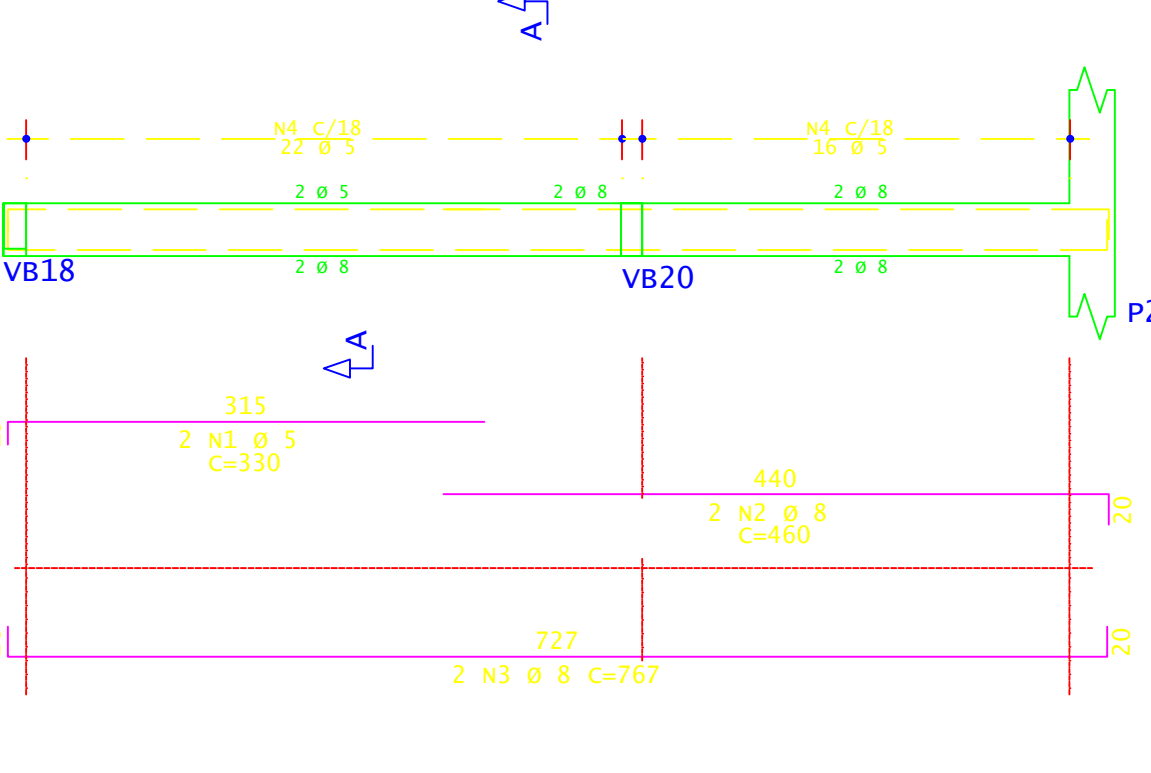 A
N4 C/18
22 Ø 5
N4 C/18
16 Ø 5
2 Ø 5
2 Ø 8
2 Ø 8
2 Ø 8
2 Ø 8
VB18
VB20
A
315
2 N1 Ø 5
C=330
440
2 N2 Ø 8
C=460
20
727
2 N3 Ø 8 C=767
20